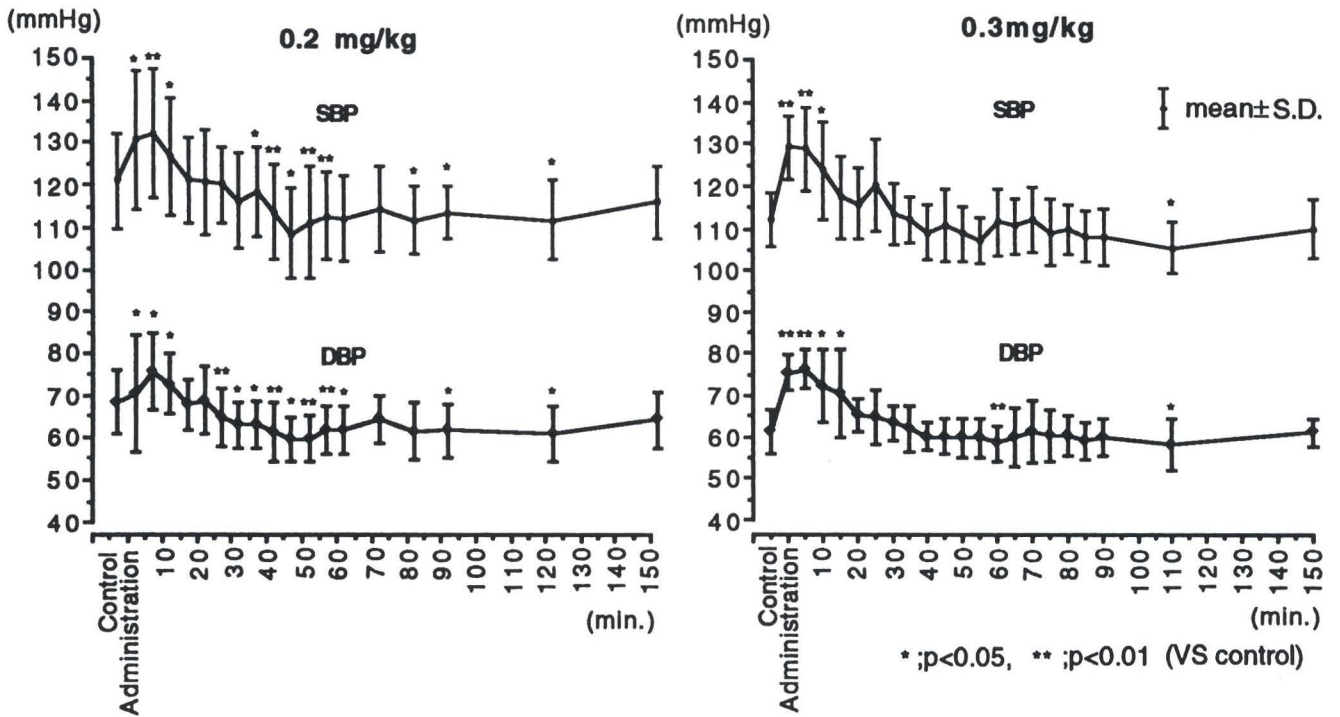 (mmHg)
0.2 mg/kg
150
140
130
120
110
100
90
80
70
60
50
40
* ** *
SBP
* ** * ** ** * * *
* * *
DBP
** * * ** * ** ** * * *
Control
Administration
10
20
30
40
50
60
70
80
90
100
110
120
130
140
150
(min.)
(mmHg)
0.3mg/kg
150
140
130
120
110
100
90
80
70
60
50
40
** ** *
SBP
mean±S.D.
*
** ** * *
DBP
** *
Control
Administration
10
20
30
40
50
60
70
80
90
100
110
120
130
140
150
(min.)
* ;p<0.05, ** ;p<0.01 (VS control)